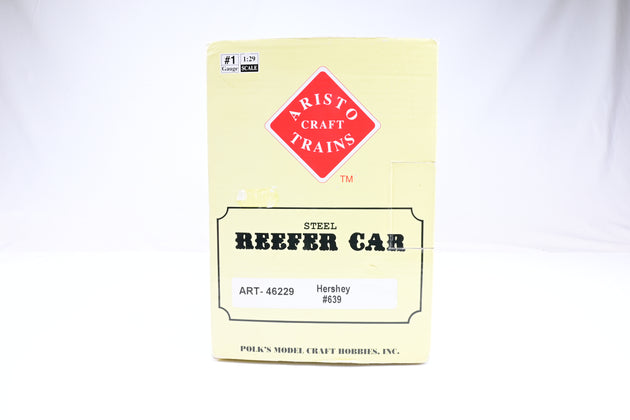 #1 1:29
Gauge SCALE
ARISTO
CRAFT
TRAINS
TM
STEEL
REEFER CAR
ART- 46229 Hershey
#639
POLK'S MODEL CRAFT HOBBIES, INC.